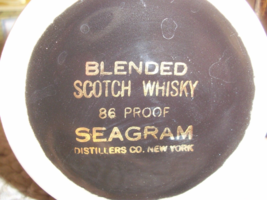 BLENDED
SCOTCH WHISKY
86 PROOF
SEAGRAM
DISTILLERS CO. NEW YORK